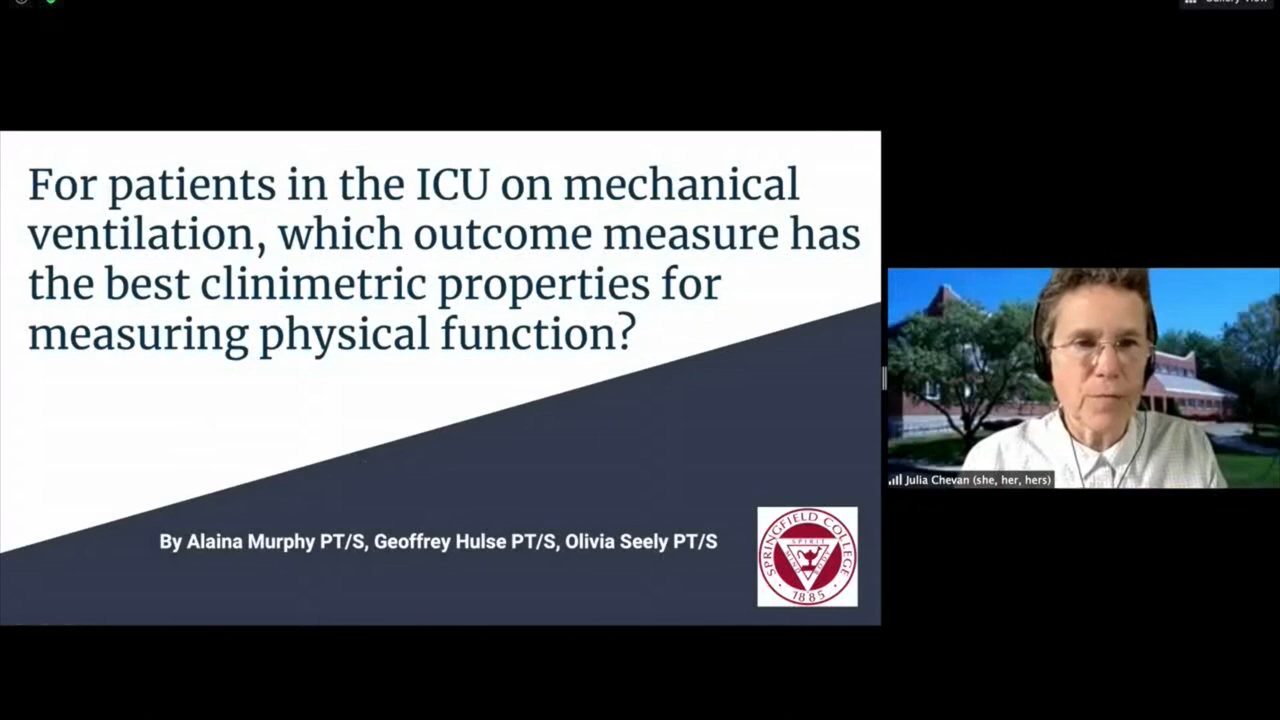 For patients in the ICU on mechanical
ventilation, which outcome measure has
the best clinimetric properties for
measuring physical function?
By Alaina Murphy PT/S, Geoffrey Hulse PT/S, Olivia Seely PT/S
SPRINGFIELD COLLEGE
SPIRIT
1885
Julia Chevan (she, her, hers)